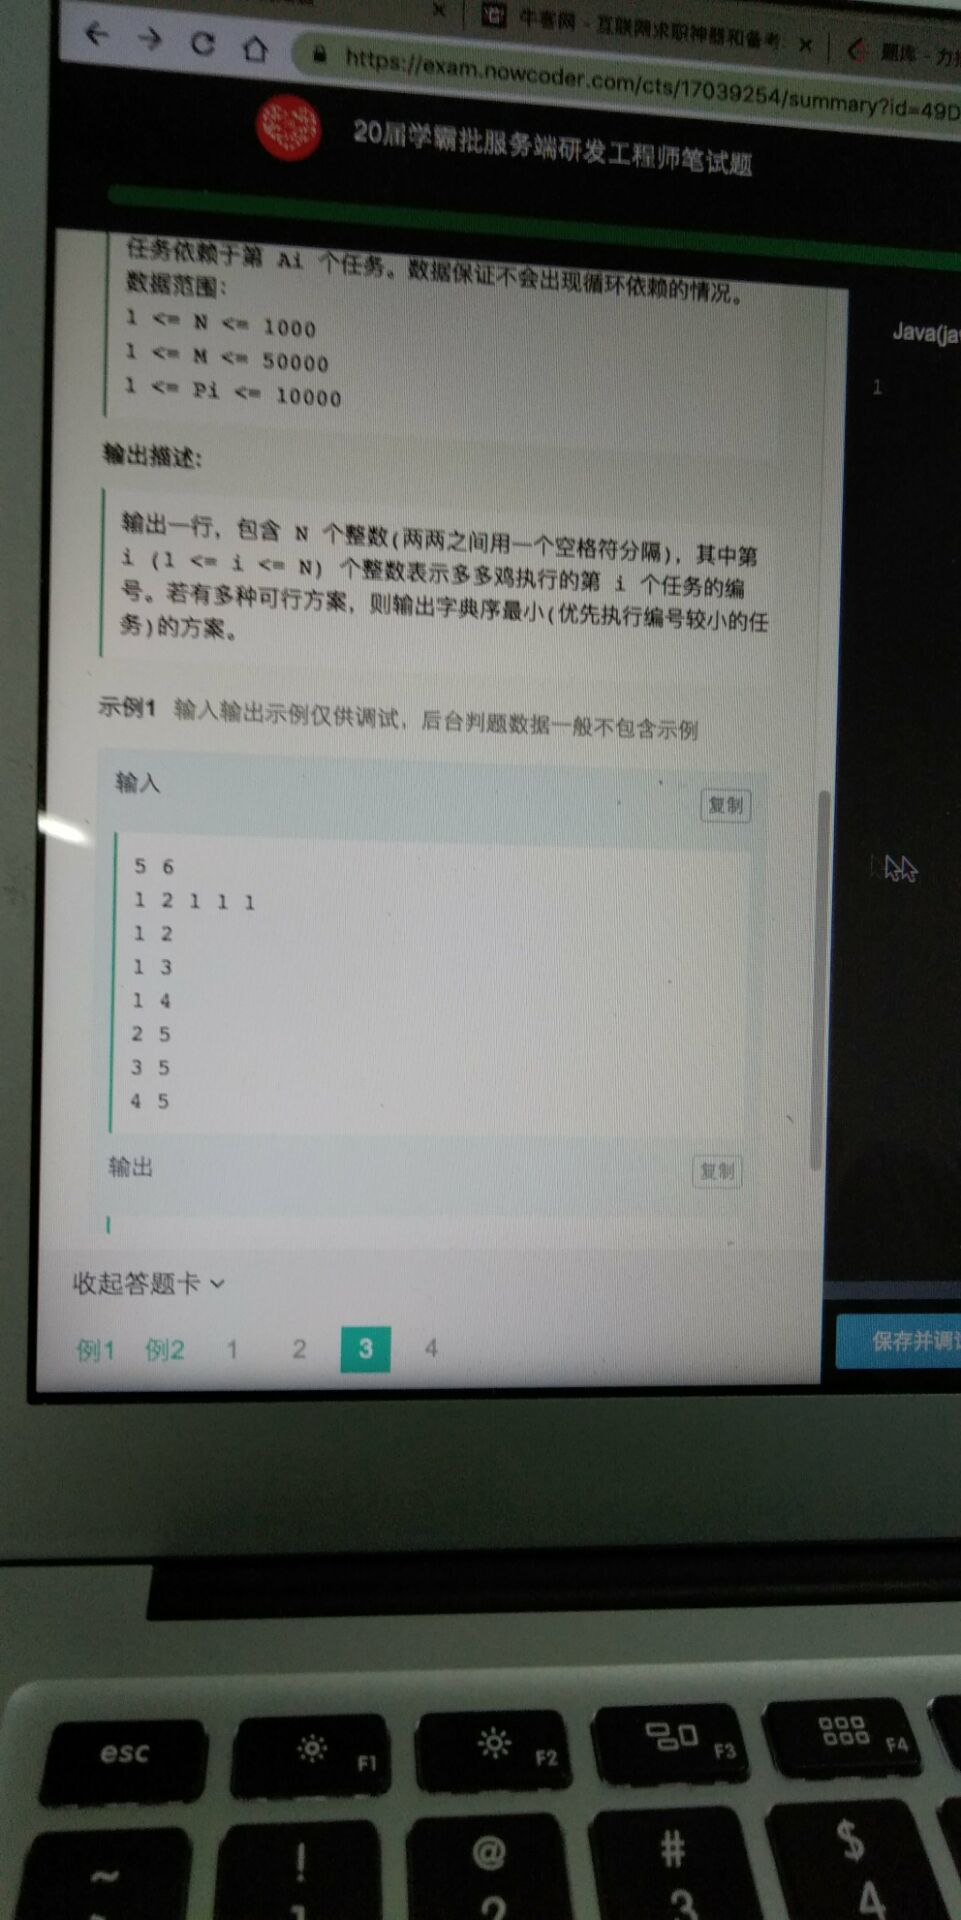 牛客网 - 互联网求职神器和备考
题库 - 力
https://exam.nowcoder.com/cts/17039254/summary?id=49D
20届学霸批服务端研发工程师笔试题
任务依赖于第 Ai 个任务。数据保证不会出现循环依赖的情况。
数据范围：
1 <= N <= 1000
1 <= M <= 50000
1 <= Pi <= 10000
Java(ja
1
输出描述:
输出一行，包含 N 个整数(两两之间用一个空格符分隔)，其中第
i (1 <= i <= N) 个整数表示多多鸡执行的第 i 个任务的编
号。若有多种可行方案，则输出字典序最小(优先执行编号较小的任
务)的方案。
示例1 输入输出示例仅供调试，后台判题数据一般不包含示例
输入
复制
5 6
1 2 1 1 1
1 2
1 3
1 4
2 5
3 5
4 5
输出
复制
收起答题卡
例1 例2 1 2 3 4
保存并调
esc F1 F2 F3 F4
~ ! @ # $
1 2 3 4